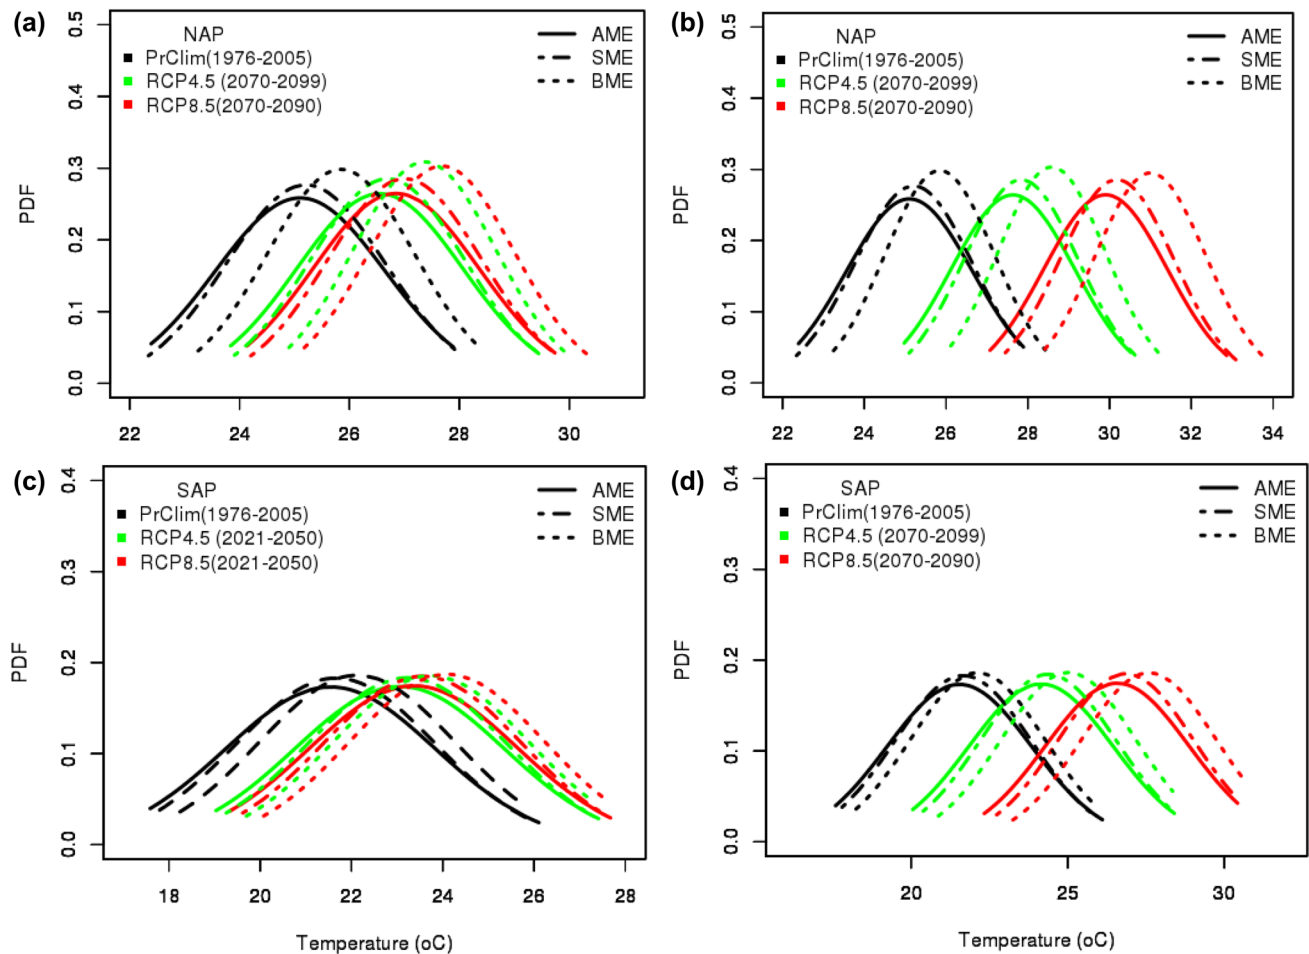 (a)
NAP
PrClim(1976-2005)
RCP4.5 (2070-2099)
RCP8.5(2070-2090)
AME
SME
BME
PDF
0.5
0.4
0.3
0.2
0.1
0.0
22 24 26 28 30
(b)
NAP
PrClim(1976-2005)
RCP4.5 (2070-2099)
RCP8.5(2070-2090)
AME
SME
BME
PDF
0.5
0.4
0.3
0.2
0.1
0.0
22 24 26 28 30 32 34
(c)
SAP
PrClim(1976-2005)
RCP4.5 (2021-2050)
RCP8.5(2021-2050)
AME
SME
BME
PDF
0.4
0.3
0.2
0.1
0.0
18 20 22 24 26 28
Temperature (oC)
(d)
SAP
PrClim(1976-2005)
RCP4.5 (2070-2099)
RCP8.5(2070-2090)
AME
SME
BME
PDF
0.4
0.3
0.2
0.1
0.0
20 25 30
Temperature (oC)